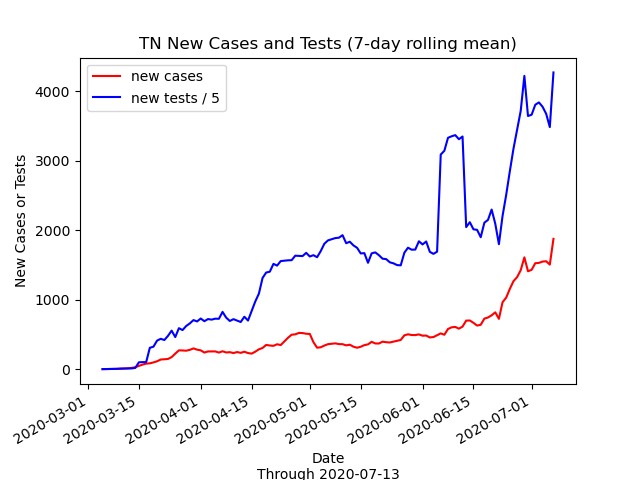 TN New Cases and Tests (7-day rolling mean)
new cases
new tests / 5
New Cases or Tests
4000
3000
2000
1000
0
2020-03-01
2020-03-15
2020-04-01
2020-04-15
2020-05-01
2020-05-15
2020-06-01
2020-06-15
2020-07-01
Date
Through 2020-07-13